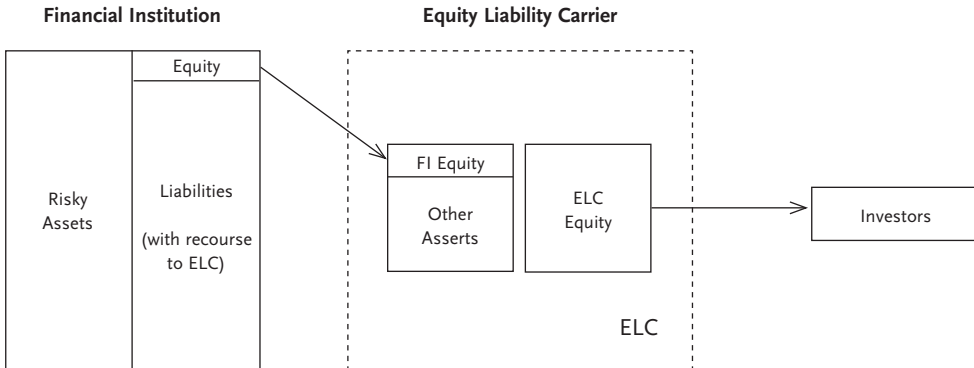 Financial Institution
Equity Liability Carrier
Equity
Risky
Assets
Liabilities
(with recourse
to ELC)
FI Equity
Other
Asserts
ELC
Equity
Investors
ELC